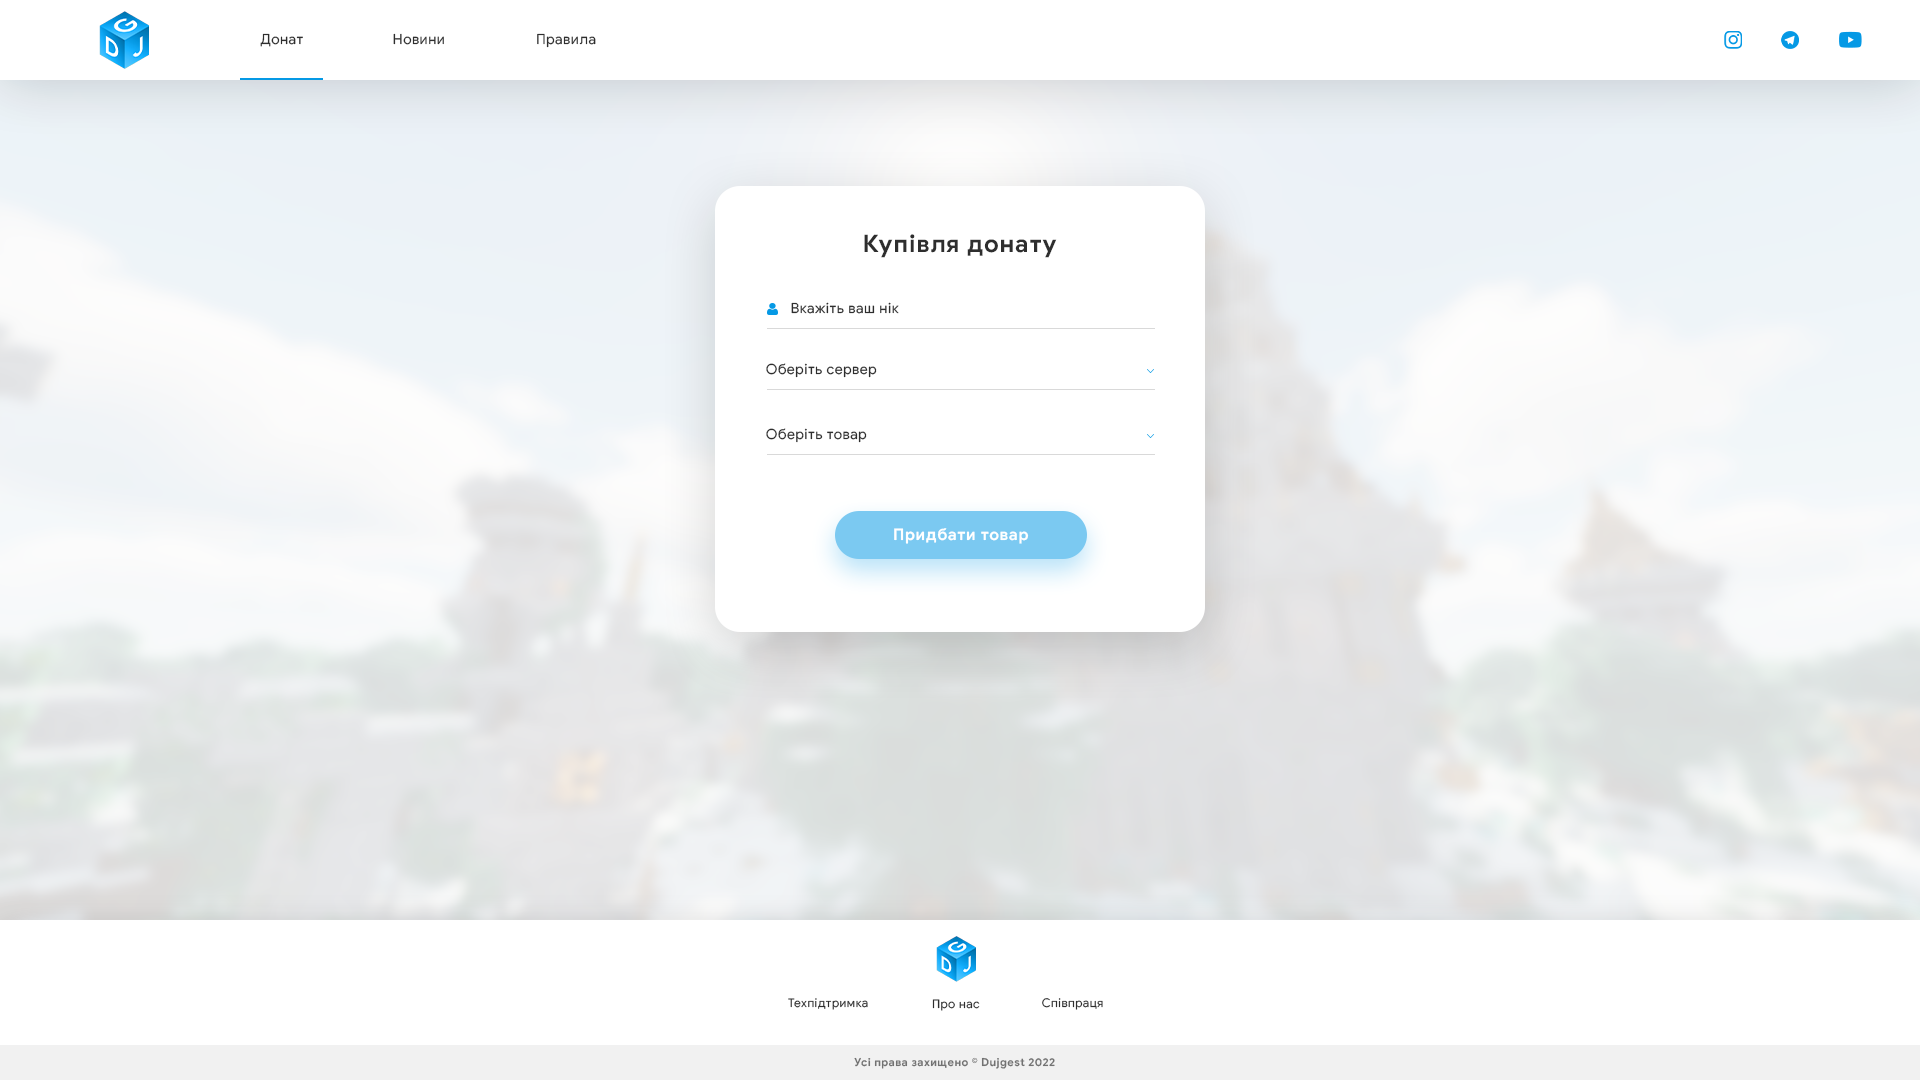 G
D J
Донат
Новини
Правила
Купівля донату
Вкажіть ваш нік
Оберіть сервер
Оберіть товар
Придбати товар
G
D J
Техпідтримка
Про нас
Співпраця
Усі права захищено © Dujgest 2022